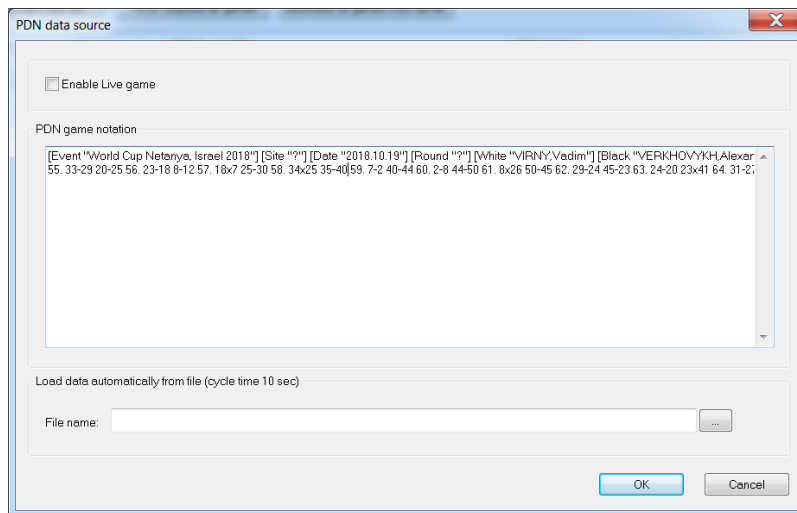 PDN data source
Enable Live game
PDN game notation
[Event "World Cup Netanya, Israel 2018"] [Site "?"] [Date "2018.10.19"] [Round "?"] [White "VIRNY,Vadim"] [Black "VERKHOVYKH,Alexar
55. 33-29 20-25 56. 23-18 8-12 57. 18x7 25-30 58. 34x25 35-40 59. 7-2 40-44 60. 2-8 44-50 61. 8x26 50-45 62. 29-24 45-23 63. 24-20 23x41 64. 31-27
Load data automatically from file (cycle time 10 sec)
File name:
...
OK
Cancel